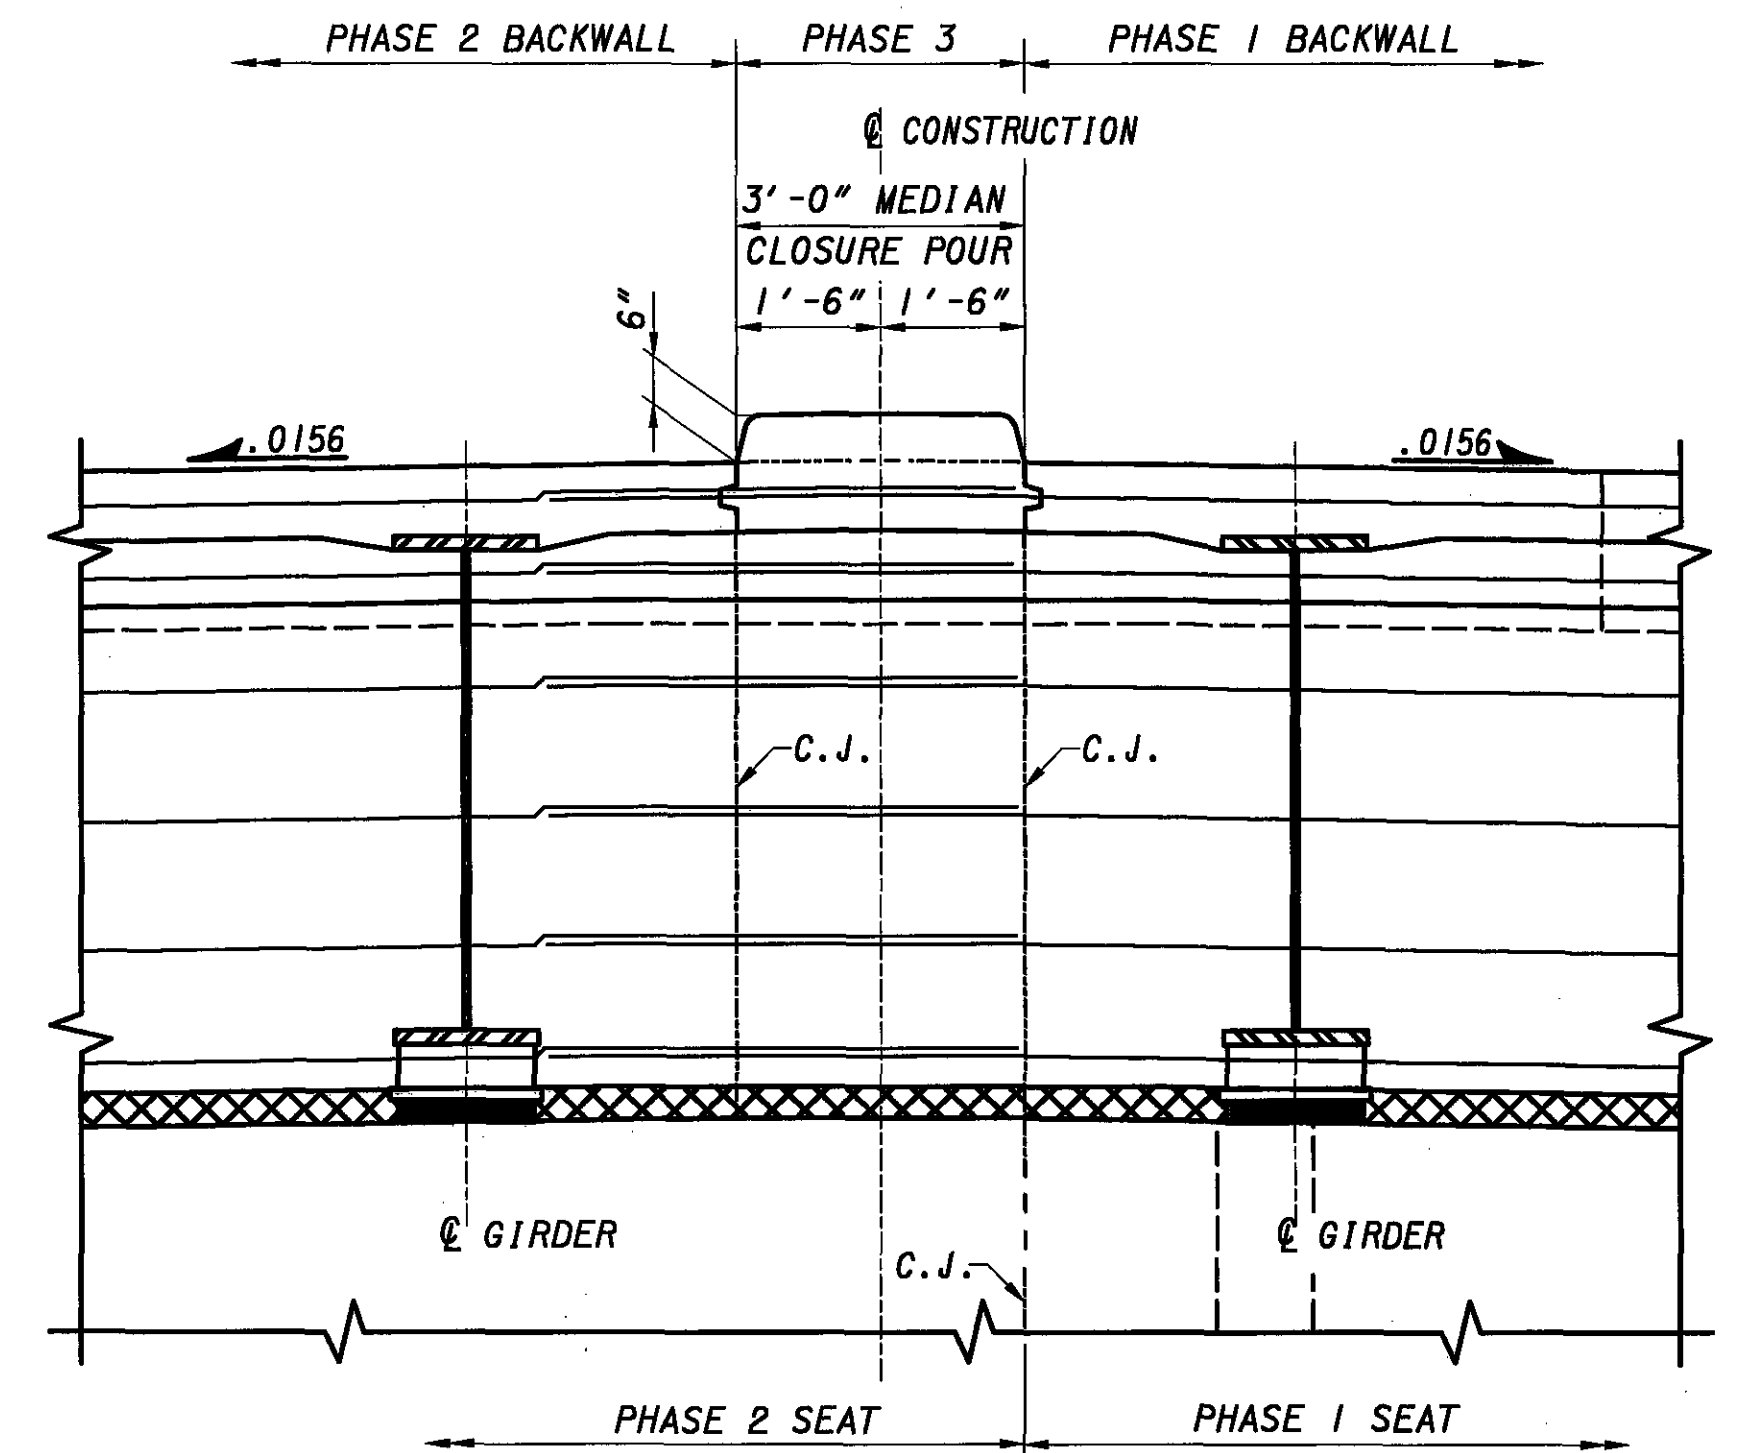 PHASE 2 BACKWALL PHASE 3 PHASE 1 BACKWALL
℄ CONSTRUCTION
3'-0" MEDIAN
CLOSURE POUR
1'-6" 1'-6"
6"
.0156 .0156
C.J. C.J.
℄ GIRDER ℄ GIRDER
C.J.
PHASE 2 SEAT PHASE 1 SEAT